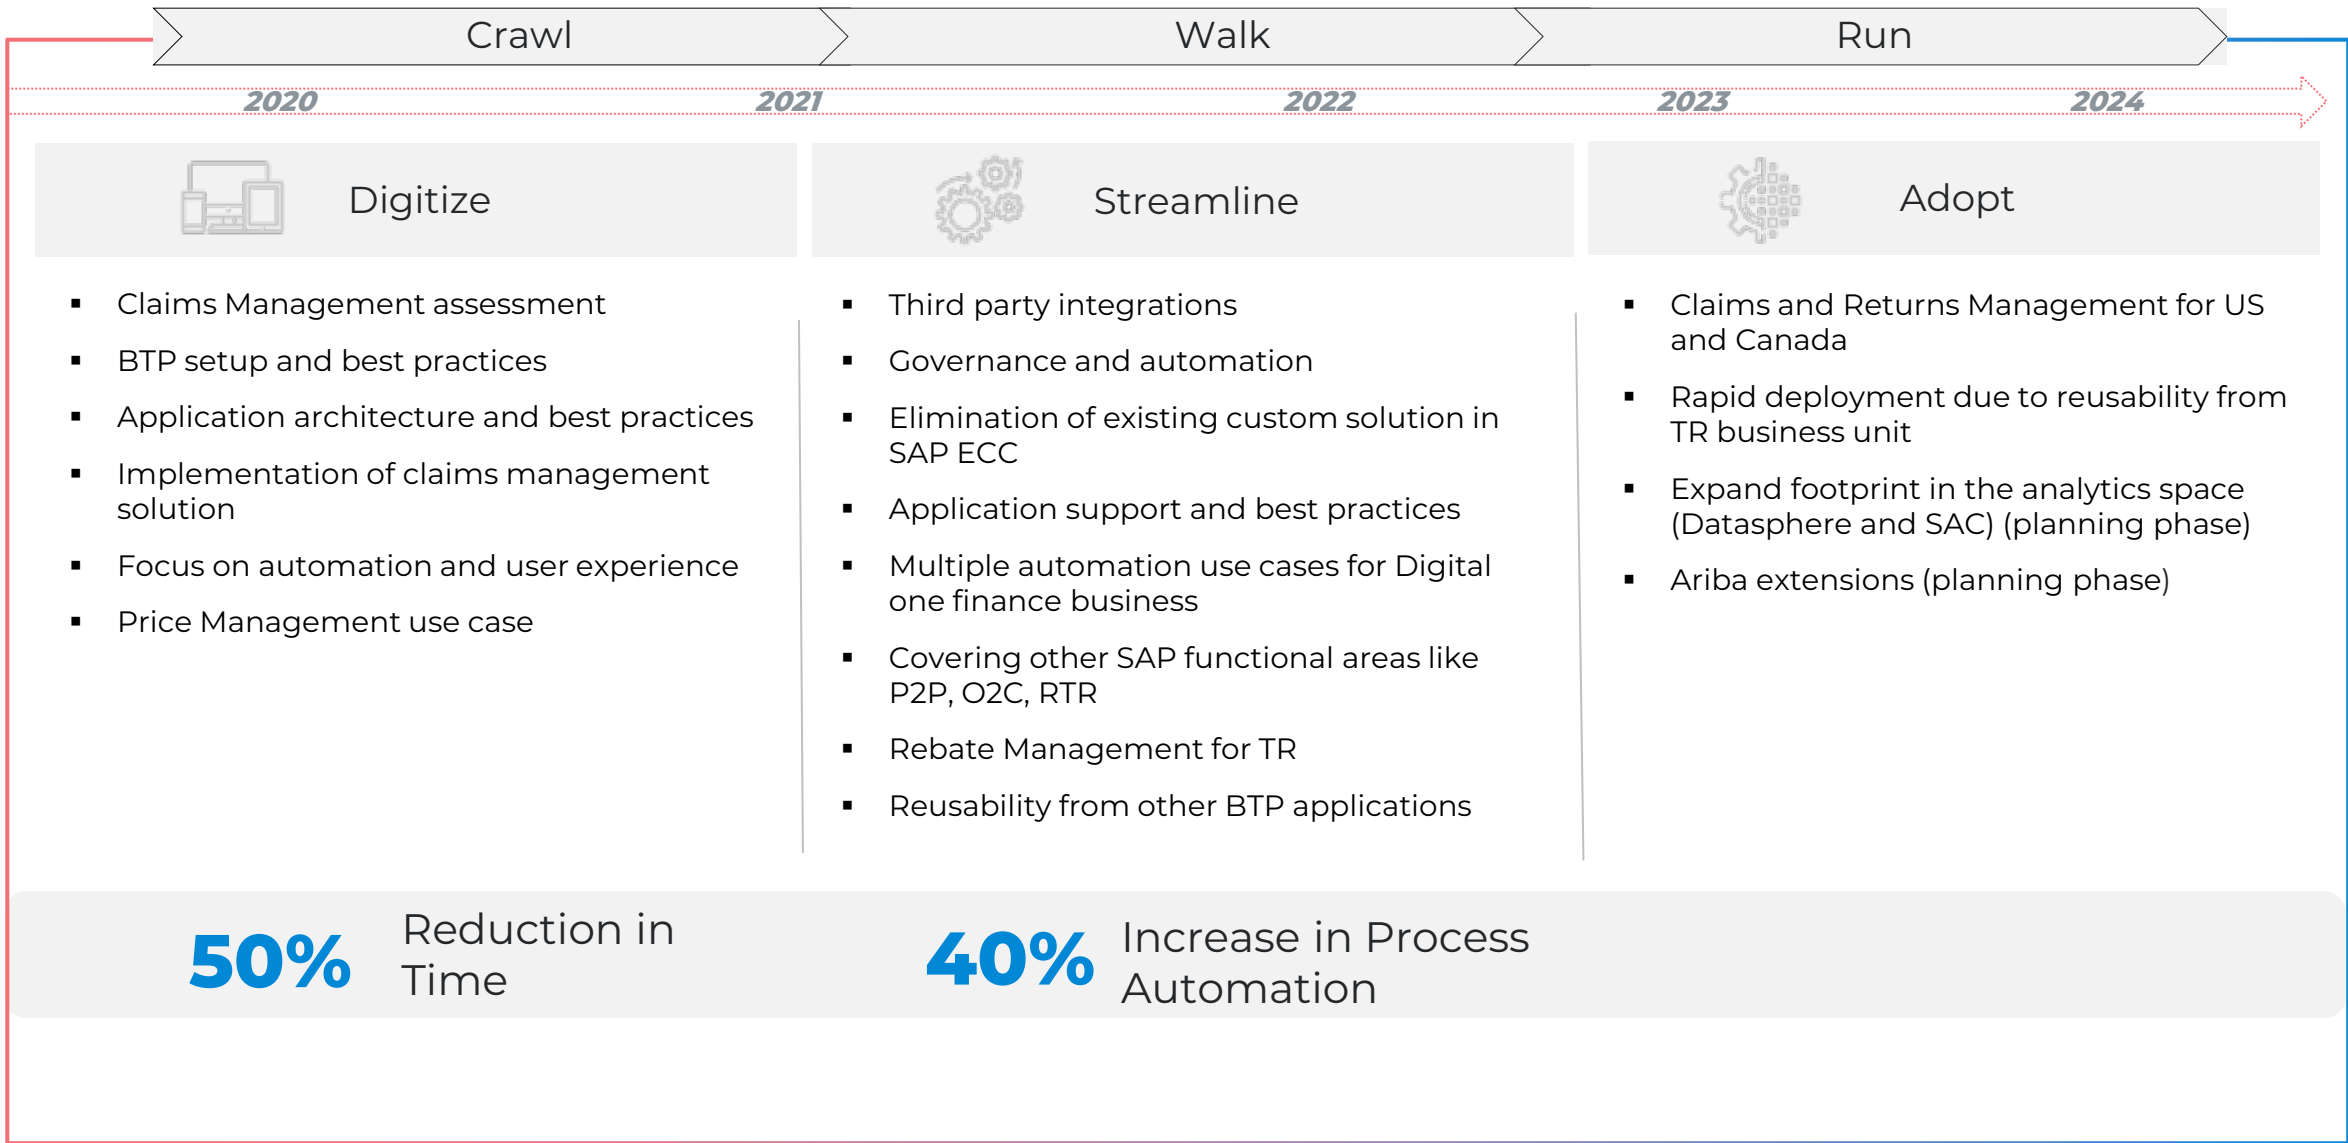 Crawl
Walk
Run
2020
2021
2022
2023
2024
Digitize
Streamline
Adopt
Claims Management assessment
BTP setup and best practices
Application architecture and best practices
Implementation of claims management
solution
Focus on automation and user experience
Price Management use case
Third party integrations
Governance and automation
Elimination of existing custom solution in
SAP ECC
Application support and best practices
Multiple automation use cases for Digital
one finance business
Covering other SAP functional areas like
P2P, O2C, RTR
Rebate Management for TR
Reusability from other BTP applications
Claims and Returns Management for US
and Canada
Rapid deployment due to reusability from
TR business unit
Expand footprint in the analytics space
(Datasphere and SAC) (planning phase)
Ariba extensions (planning phase)
50%
Reduction in
Time
40%
Increase in Process
Automation